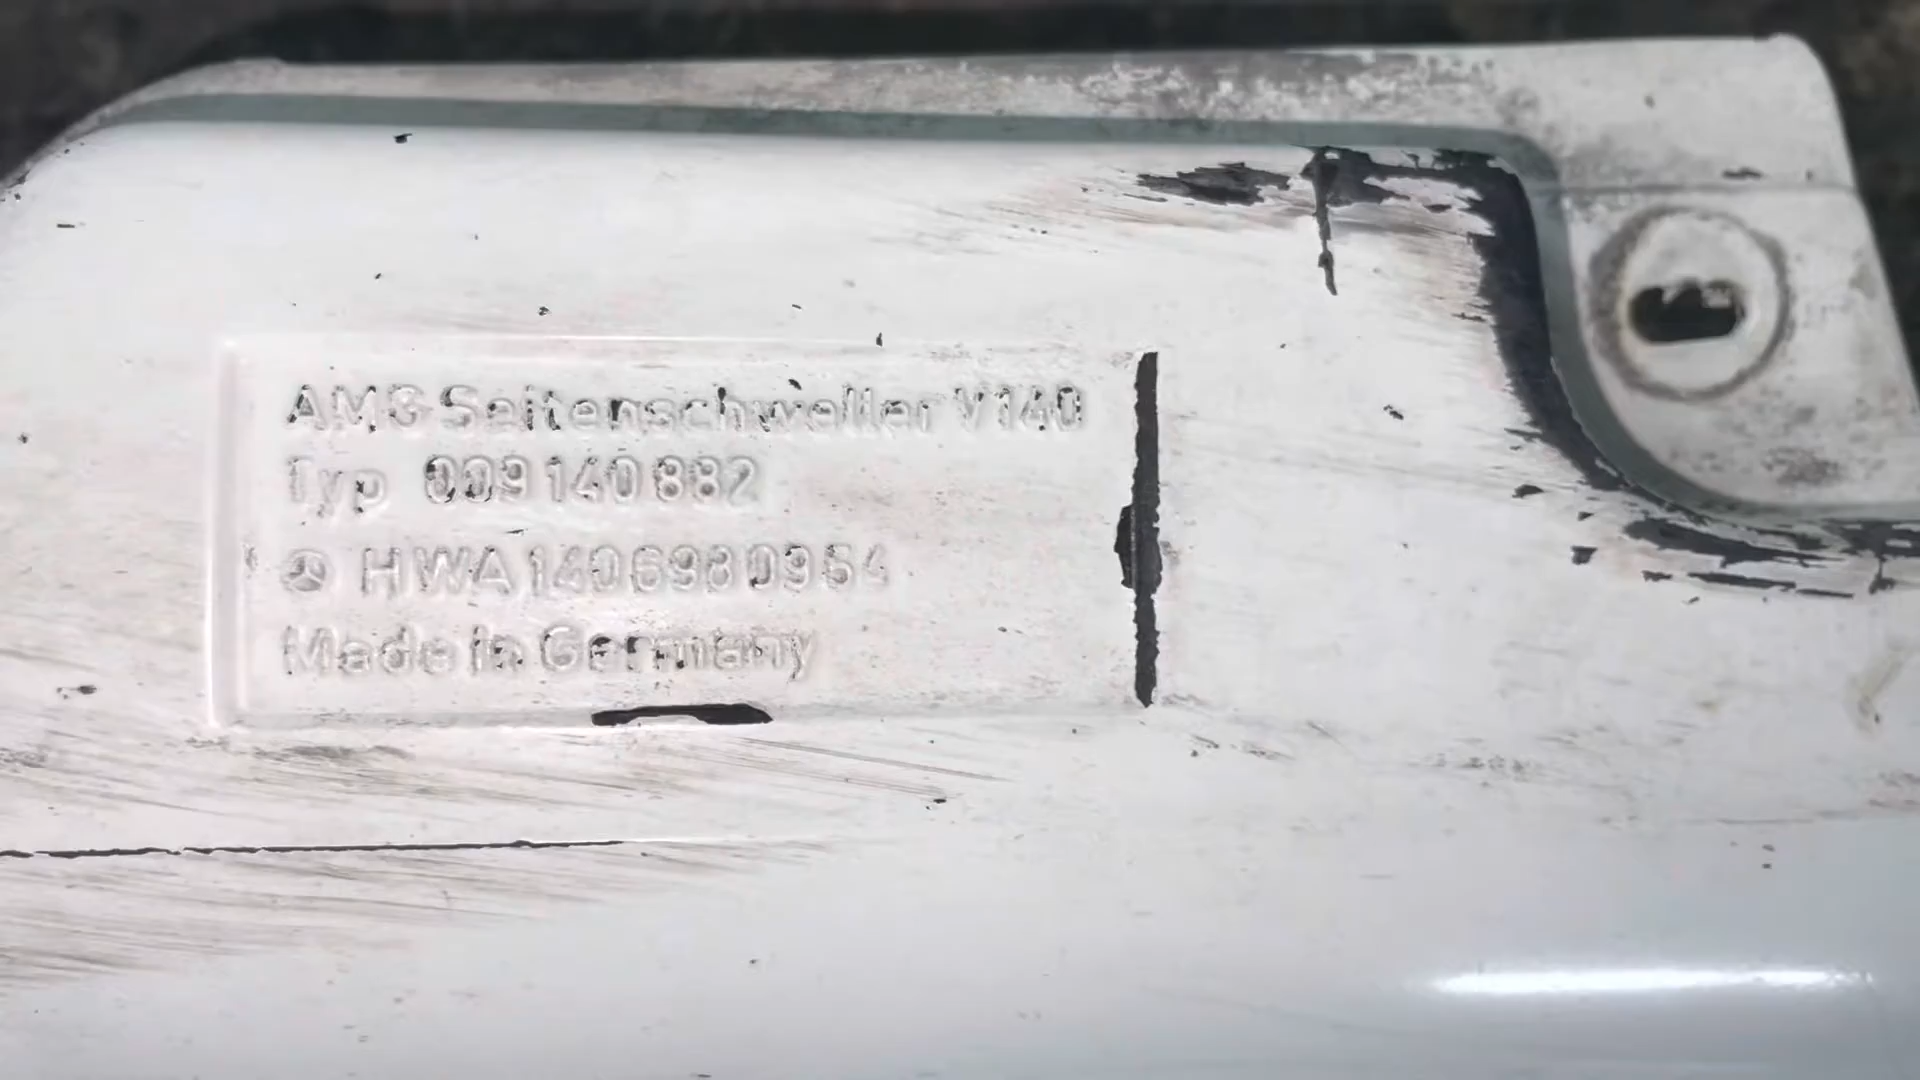 AMG Seitenschweller V140
Typ 009 140 882
HWA 1406980954
Made in Germany